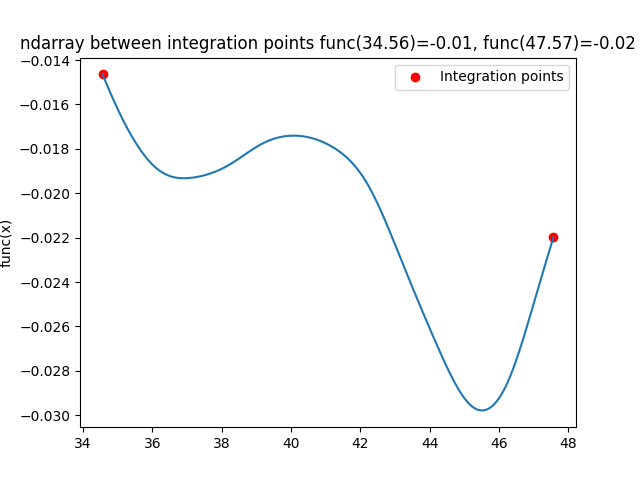 ndarray between integration points func(34.56)=-0.01, func(47.57)=-0.02
Integration points
func(x)
−0.014
−0.016
−0.018
−0.020
−0.022
−0.024
−0.026
−0.028
−0.030
34 36 38 40 42 44 46 48